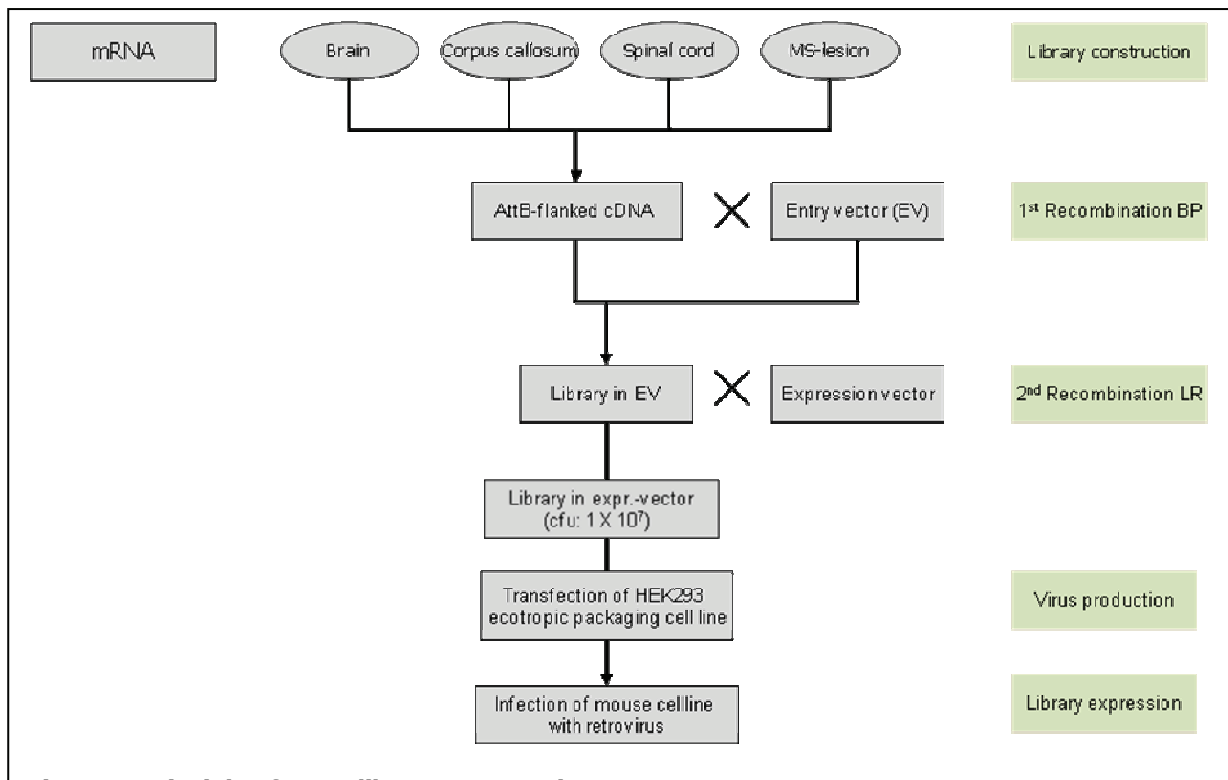 mRNA
Brain
Corpus callosum
Spinal cord
MS-lesion
Library construction
AttB-flanked cDNA
Entry vector (EV)
1st Recombination BP
Library in EV
Expression vector
2nd Recombination LR
Library in expr.-vector
(cfu: 1 X 10⁷)
Transfection of HEK293
ecotropic packaging cell line
Virus production
Infection of mouse cellline
with retrovirus
Library expression